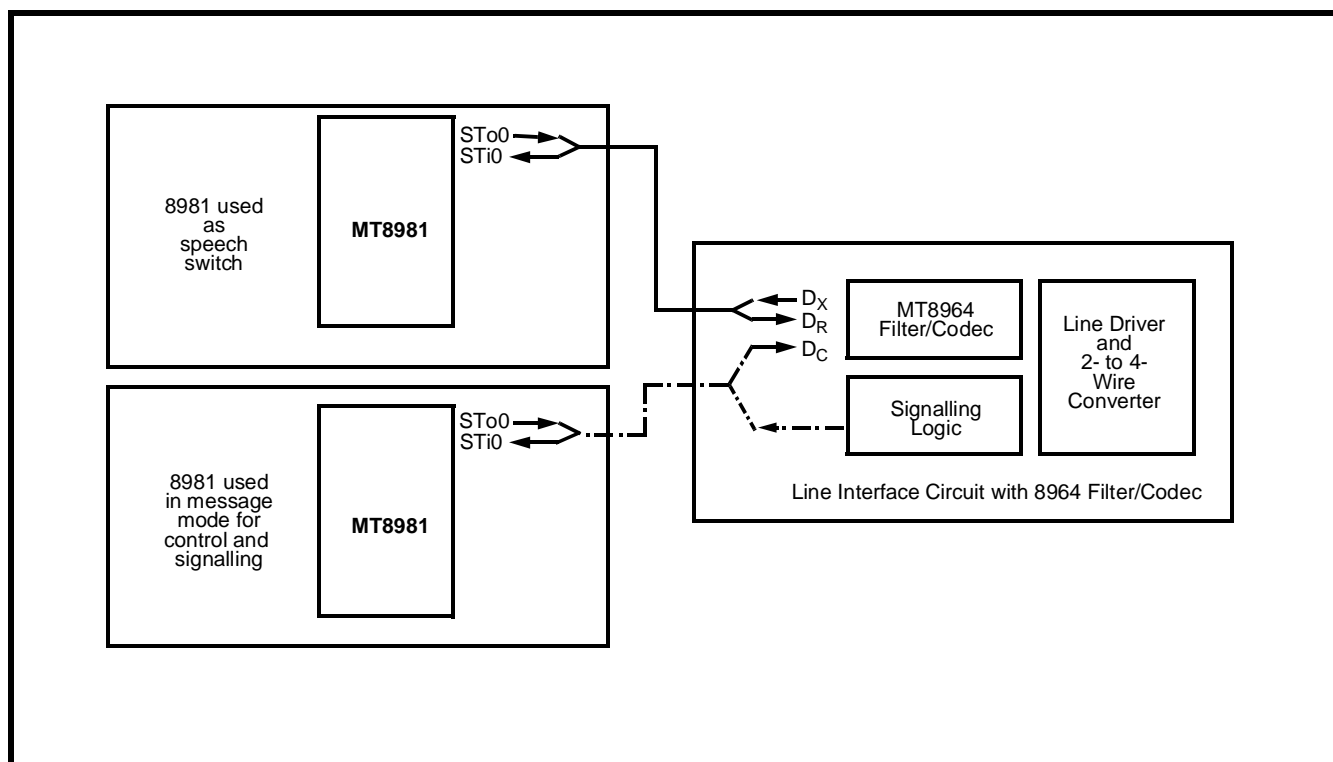 8981 used
as
speech
switch
MT8981
STo0
STi0
8981 used
in message
mode for
control and
signalling
MT8981
STo0
STi0
DX
DR
DC
MT8964
Filter/Codec
Signalling
Logic
Line Driver
and
2- to 4-
Wire
Converter
Line Interface Circuit with 8964 Filter/Codec